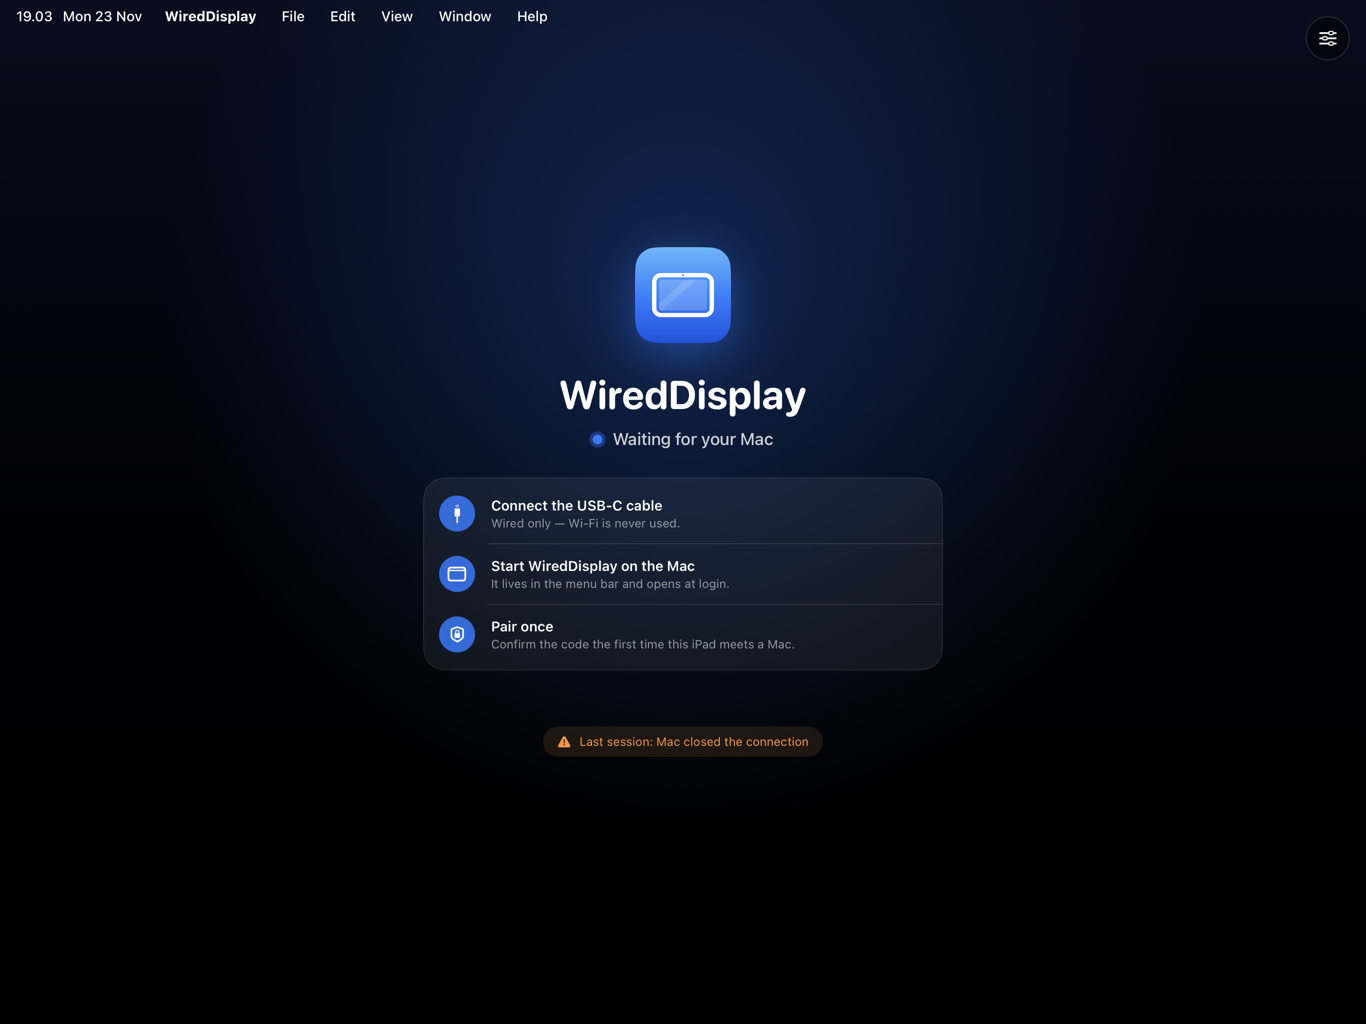 19.03 Mon 23 Nov WiredDisplay File Edit View Window Help
WiredDisplay
Waiting for your Mac
Connect the USB-C cable
Wired only — Wi-Fi is never used.
Start WiredDisplay on the Mac
It lives in the menu bar and opens at login.
Pair once
Confirm the code the first time this iPad meets a Mac.
Last session: Mac closed the connection